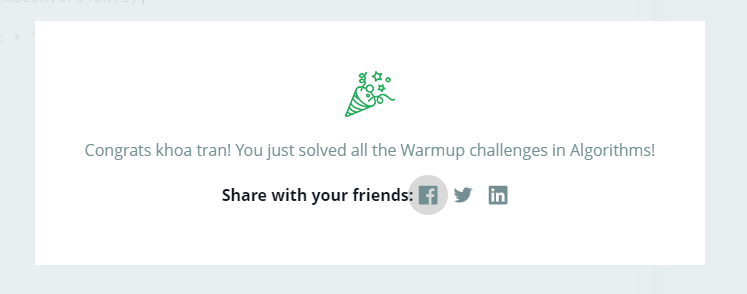 Congrats khoa tran! You just solved all the Warmup challenges in Algorithms!
Share with your friends: